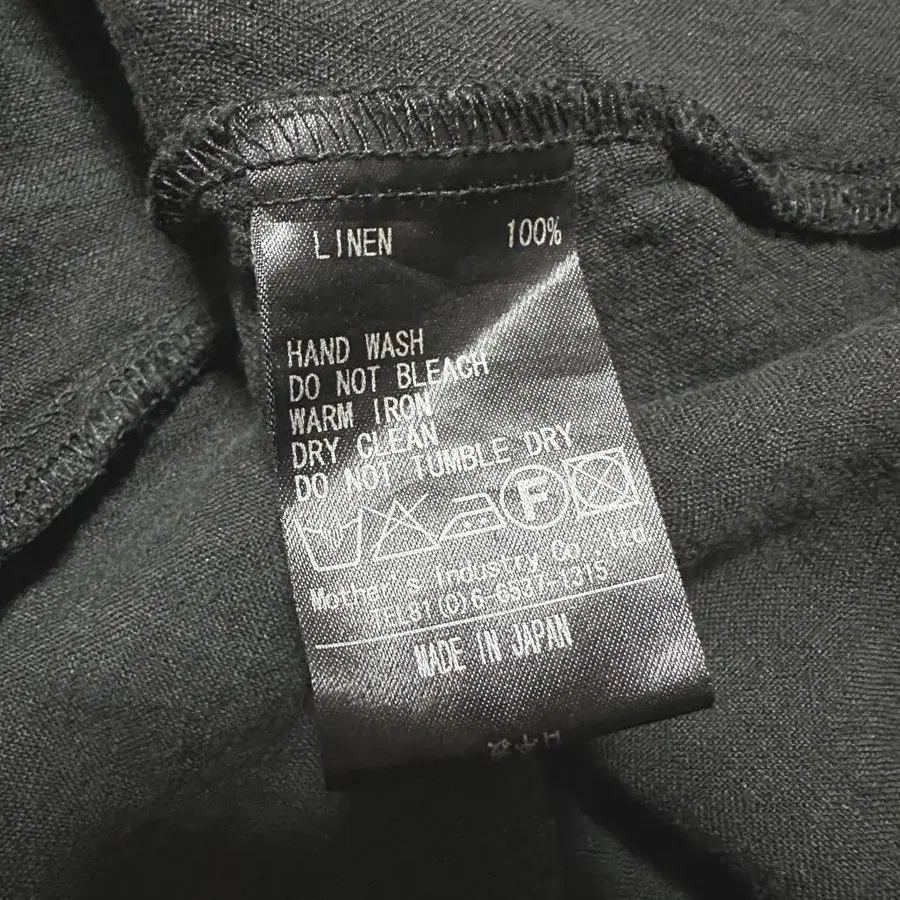 LINEN 100%
HAND WASH
DO NOT BLEACH
WARM IRON
DRY CLEAN
DO NOT TUMBLE DRY
F
Mother's Industry Co.,ltd
TEL81(0)6-6537-1315
MADE IN JAPAN